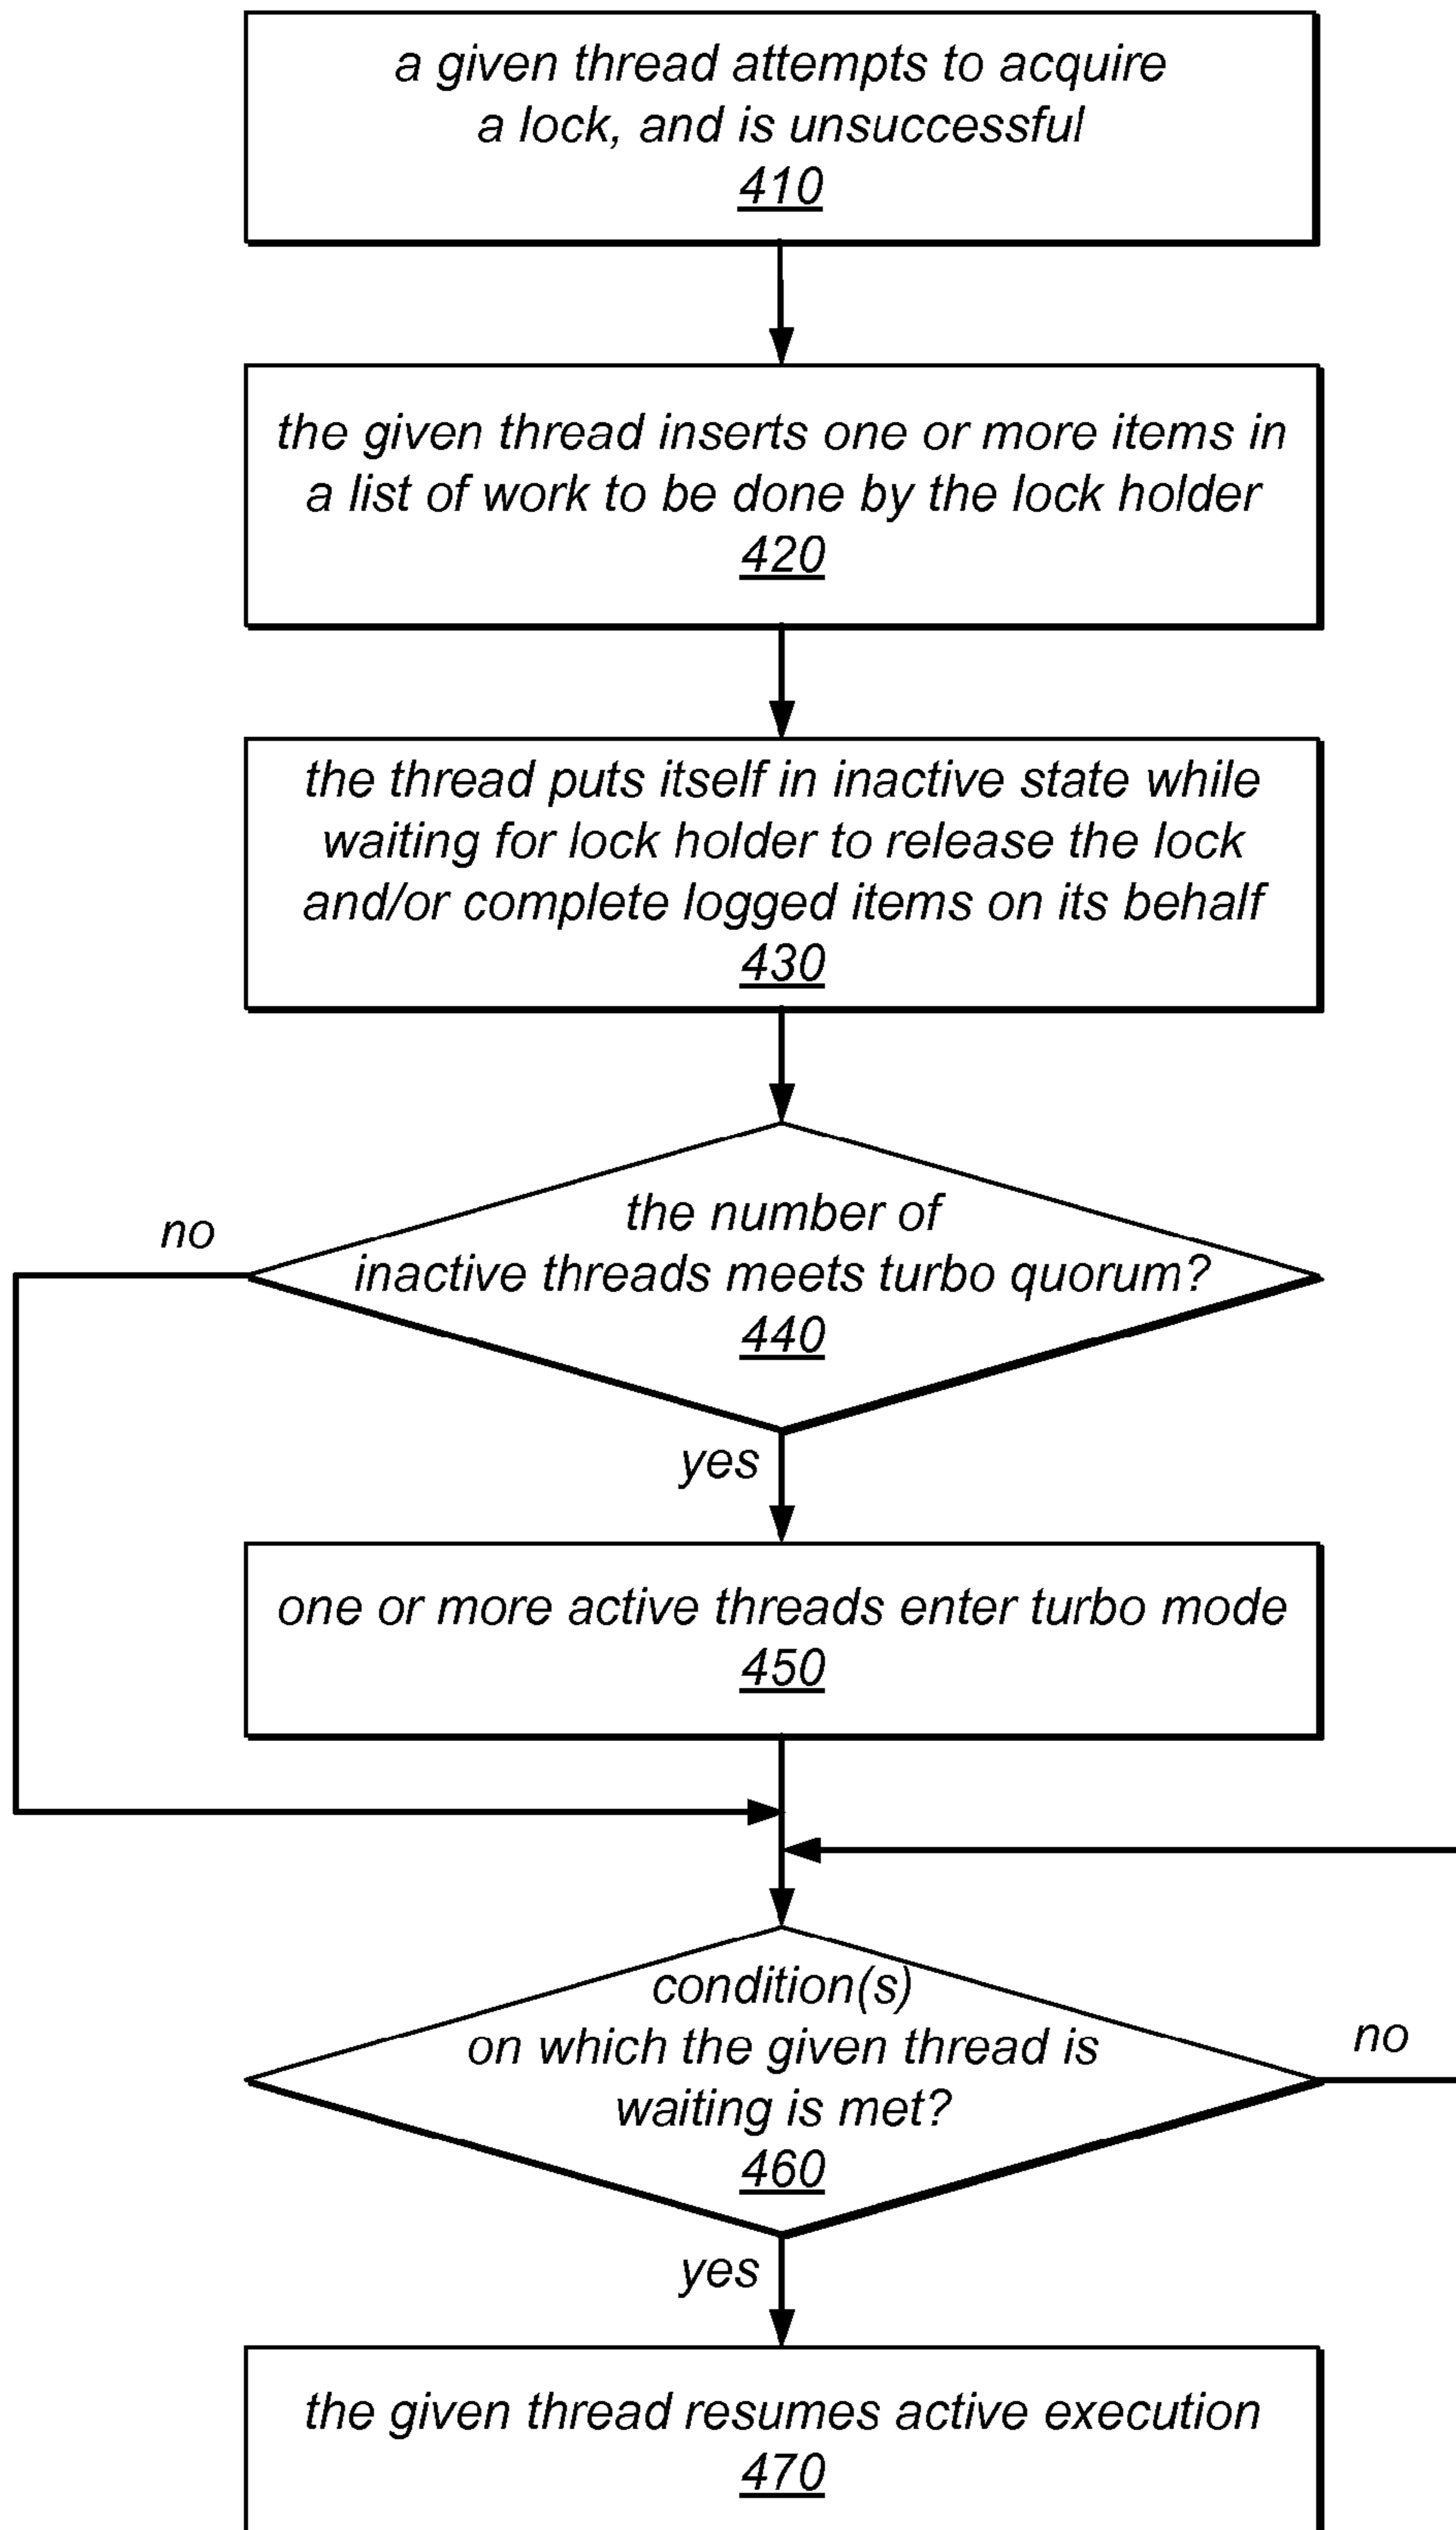 a given thread attempts to acquire
a lock, and is unsuccessful
410
the given thread inserts one or more items in
a list of work to be done by the lock holder
420
the thread puts itself in inactive state while
waiting for lock holder to release the lock
and/or complete logged items on its behalf
430
no
the number of
inactive threads meets turbo quorum?
440
yes
one or more active threads enter turbo mode
450
condition(s)
on which the given thread is
waiting is met?
460
no
yes
the given thread resumes active execution
470